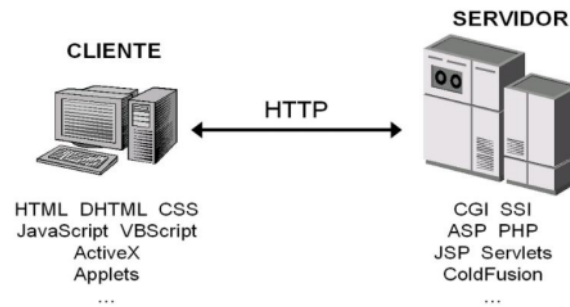 SERVIDOR
CLIENTE
HTTP
HTML DHTML CSS
JavaScript VBScript
ActiveX
Applets
...
CGI SSI
ASP PHP
JSP Servlets
ColdFusion
...